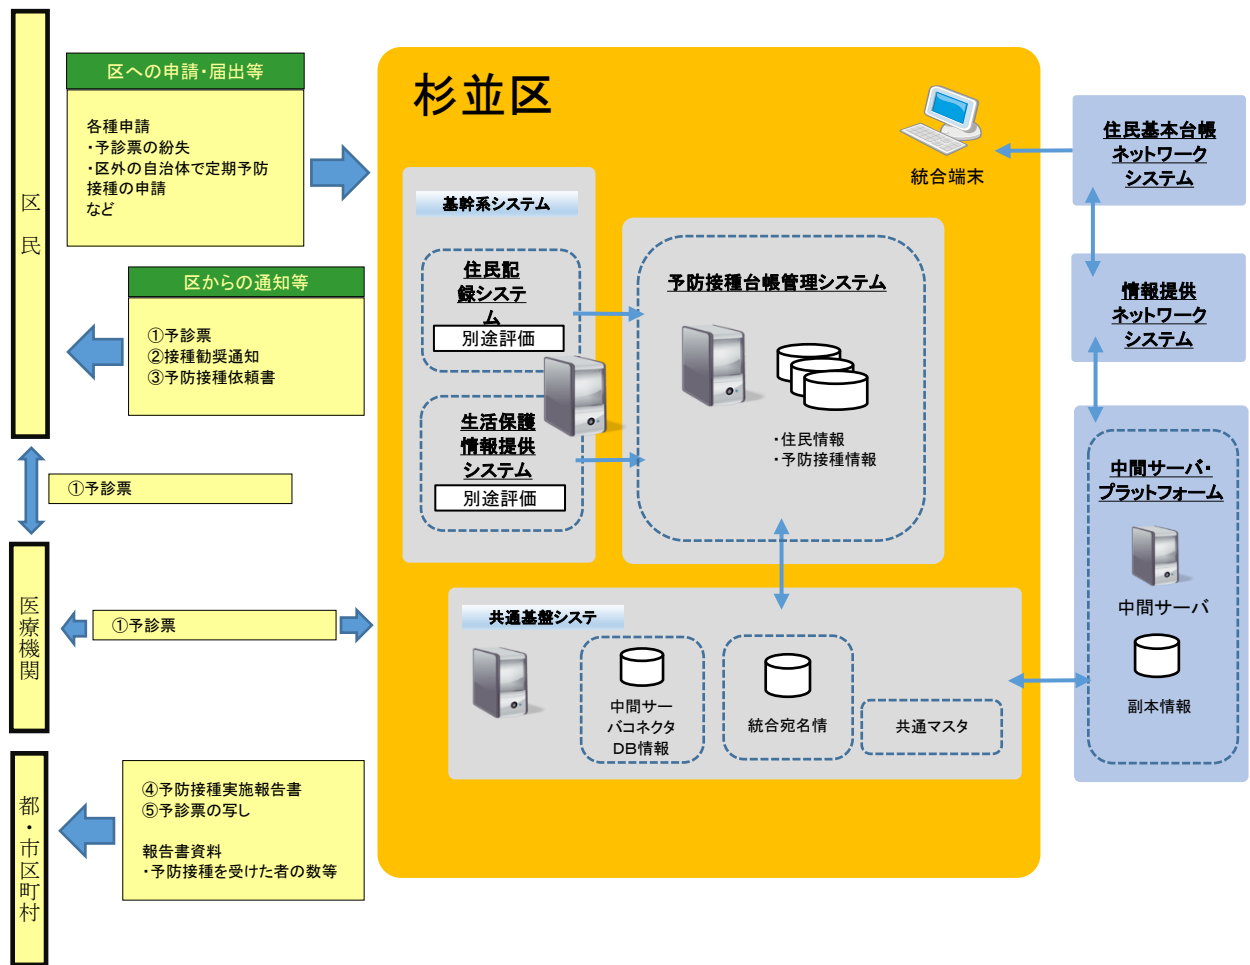 区民
区への申請・届出等
各種申請
・予診票の紛失
・区外の自治体で定期予防
接種の申請
など
区からの通知等
①予診票
②接種勧奨通知
③予防接種依頼書
①予診票
医療機関
①予診票
都・市区町村
④予防接種実施報告書
⑤予診票の写し
報告書資料
・予防接種を受けた者の数等
杉並区
統合端末
基幹系システム
住民記
録システ
ム
別途評価
生活保護
情報提供
システム
別途評価
予防接種台帳管理システム
・住民情報
・予防接種情報
共通基盤システ
中間サー
バコネクタ
DB情報
統合宛名情
共通マスタ
住民基本台帳
ネットワーク
システム
情報提供
ネットワーク
システム
中間サーバ・
プラットフォーム
中間サーバ
副本情報